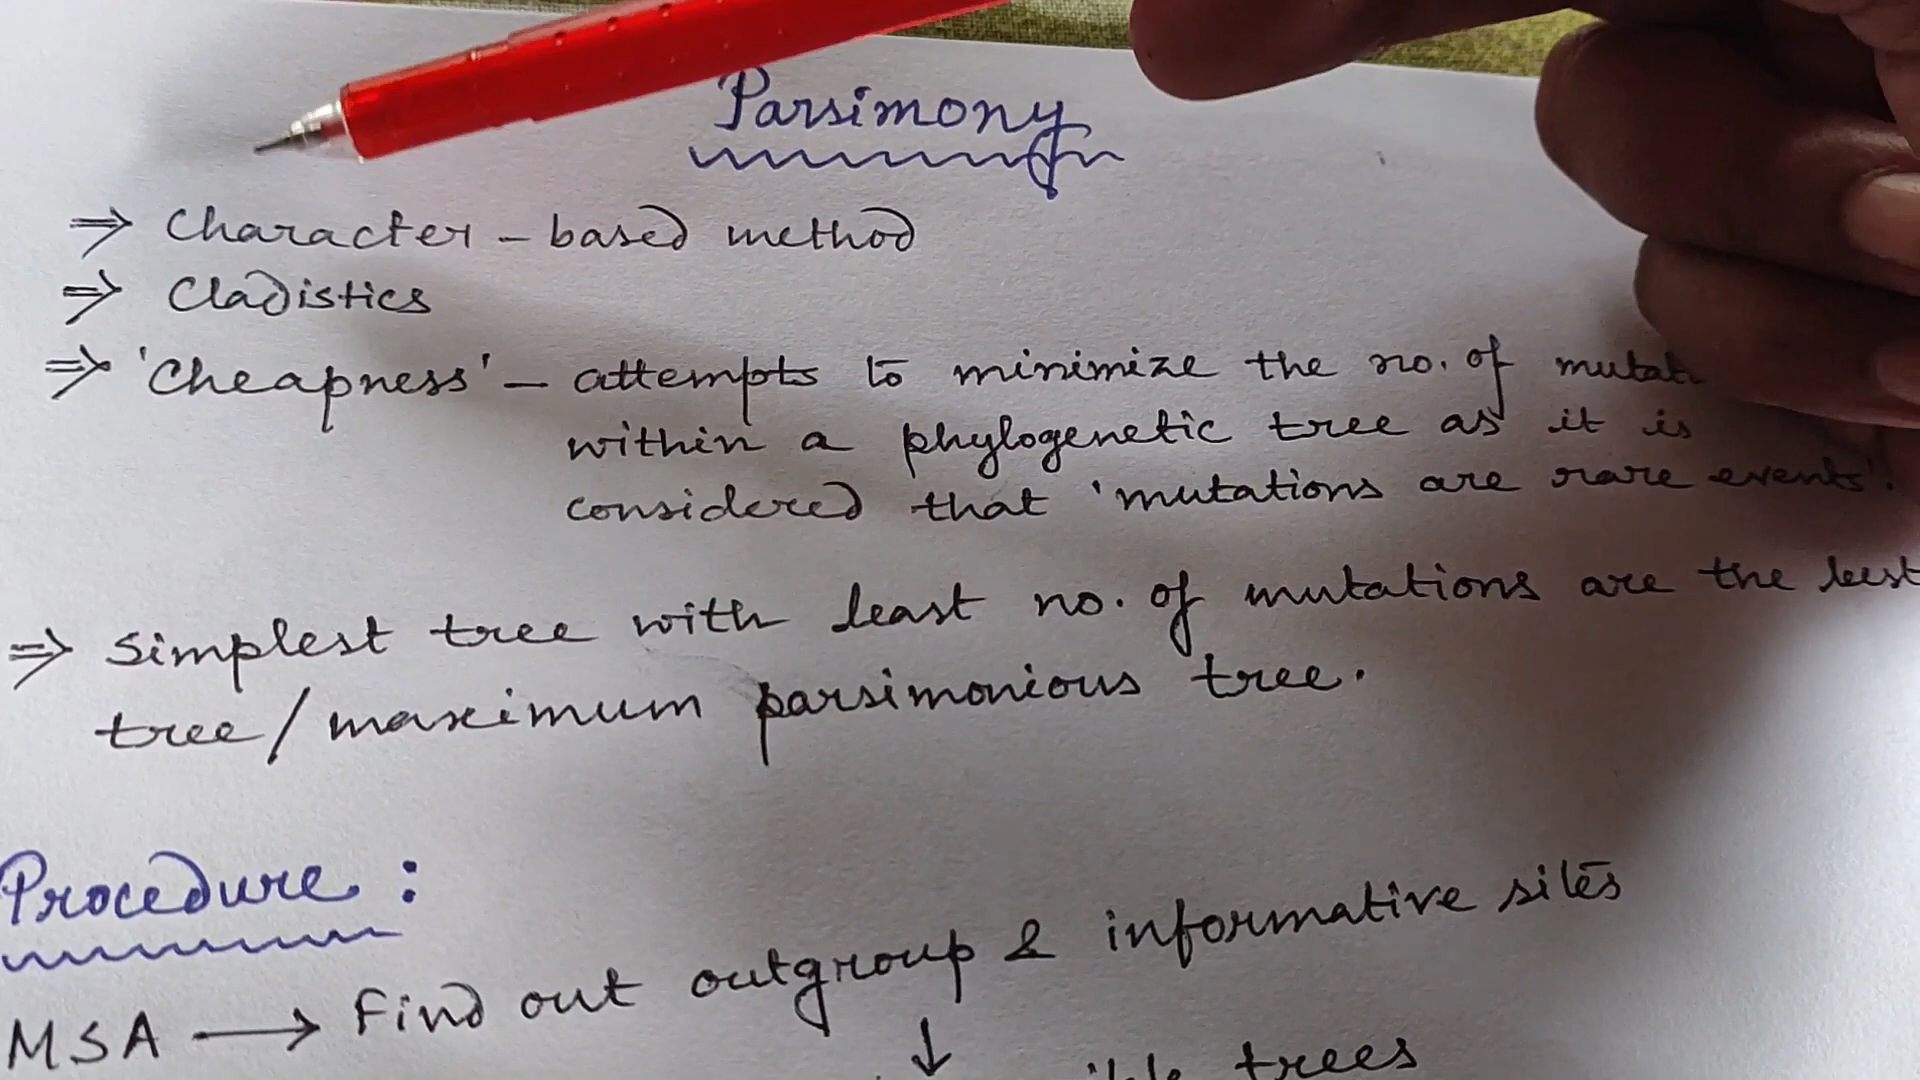 Parsimony
⇒ Character-based method
⇒ Cladistics
⇒ 'Cheapness' – attempts to minimize the no. of
within a phylogenetic tree as it is
considered that 'mutations are rare events'.
⇒ Simplest tree with least no. of mutations are the best
tree/maximum parsimonious tree.
Procedure:
MSA → Find out outgroup & informative sites
↓
trees